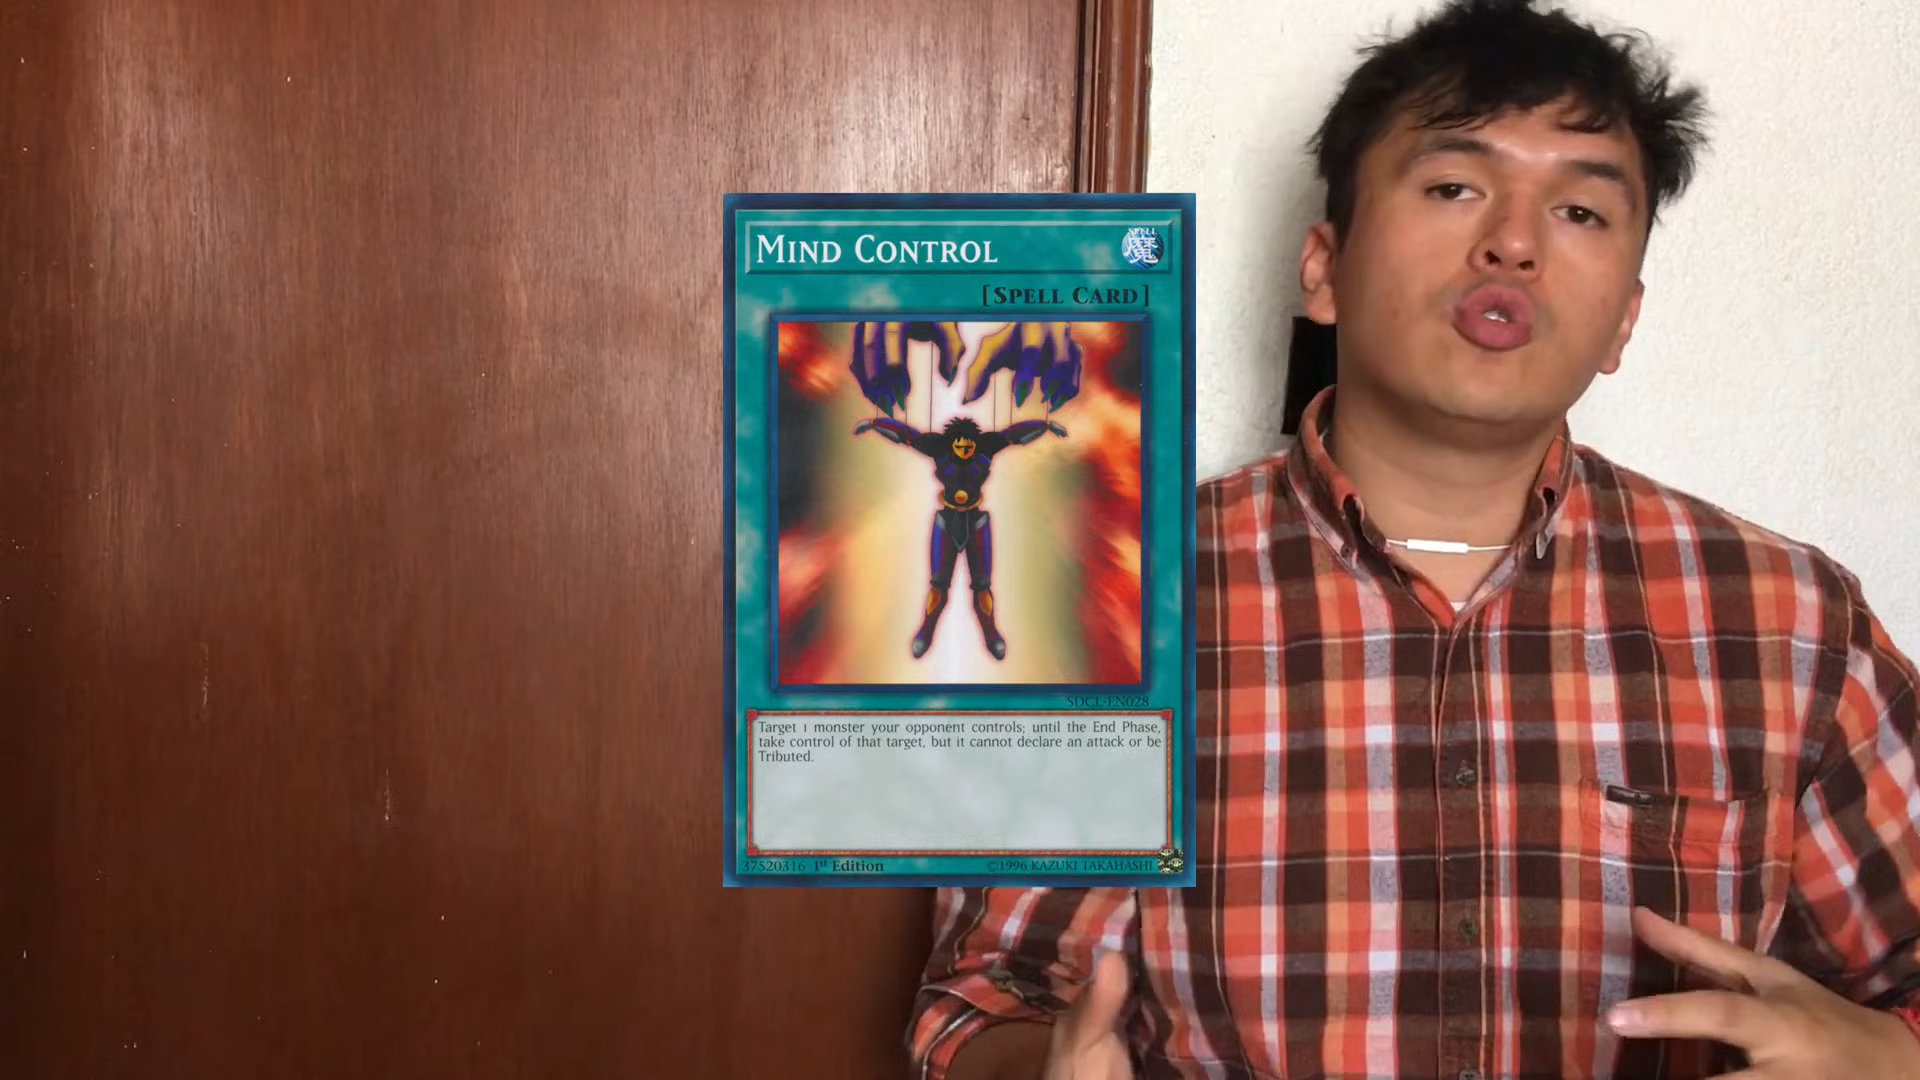 MIND CONTROL
SPELL
魔
[SPELL CARD]
SDCL-EN028
Target 1 monster your opponent controls; until the End Phase,
take control of that target, but it cannot declare an attack or be
Tributed.
37520316 1st Edition ©1996 KAZUKI TAKAHASHI